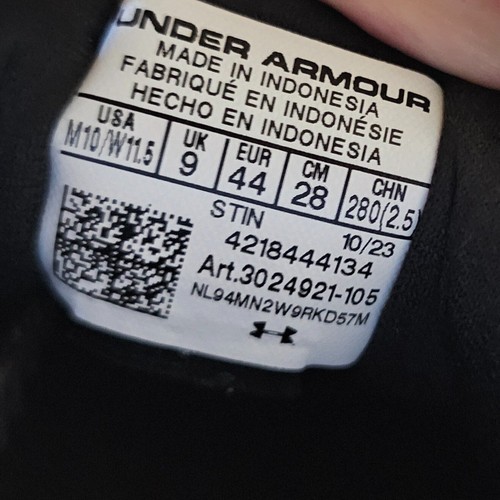 UNDER ARMOUR
MADE IN INDONESIA
FABRIQUÉ EN INDONÉSIE
HECHO EN INDONESIA
USA UK EUR CM CHN
M10/W11.5 9 44 28 280(2.5)
STIN 10/23
4218444134
Art.3024921-105
NL94MN2W9RKD57M